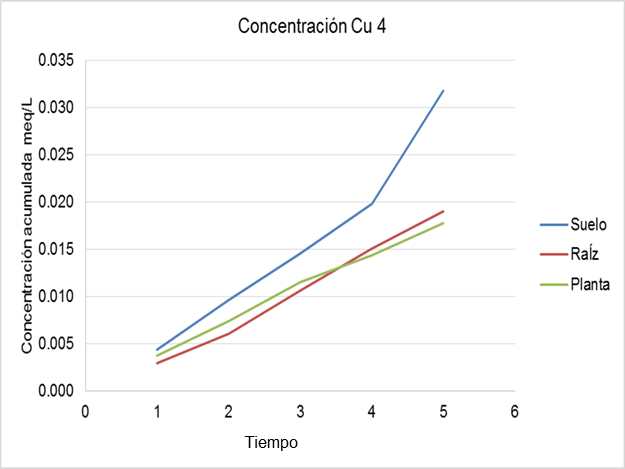 Concentración Cu 4
Concentración acumulada meq/L
0.035
0.030
0.025
0.020
0.015
0.010
0.005
0.000
0 1 2 3 4 5 6
Tiempo
Suelo
RaÍz
Planta